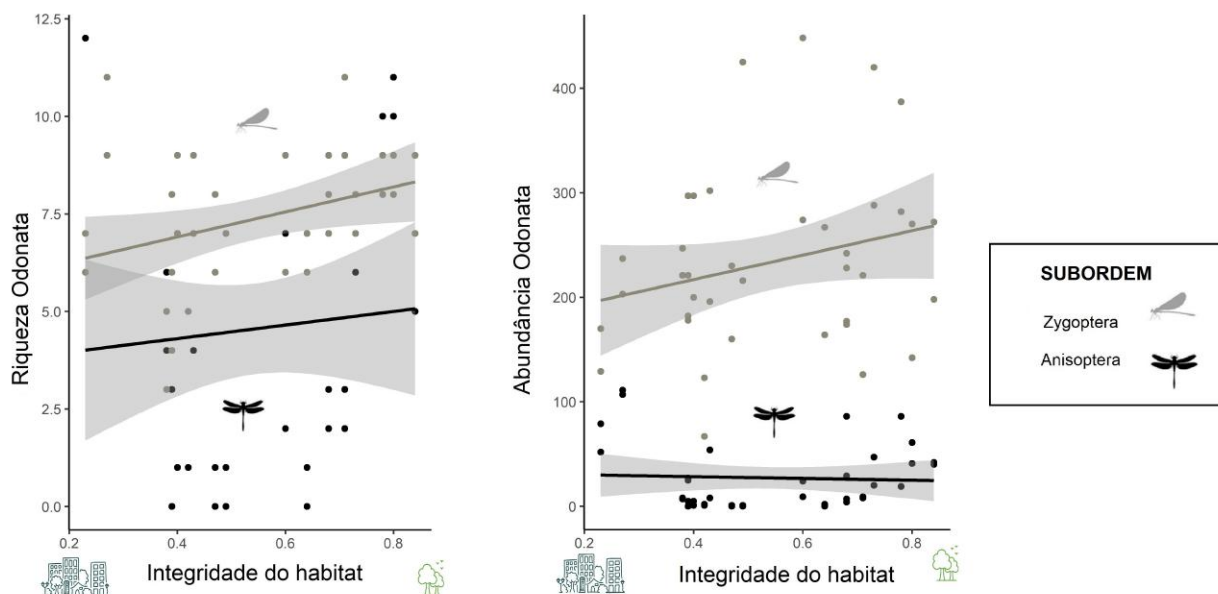 Riqueza Odonata
12.5
10.0
7.5
5.0
2.5
0.0
0.2
0.4
0.6
0.8
Integridade do habitat
Abundância Odonata
400
300
200
100
0
0.2
0.4
0.6
0.8
Integridade do habitat
SUBORDEM
Zygoptera
Anisoptera